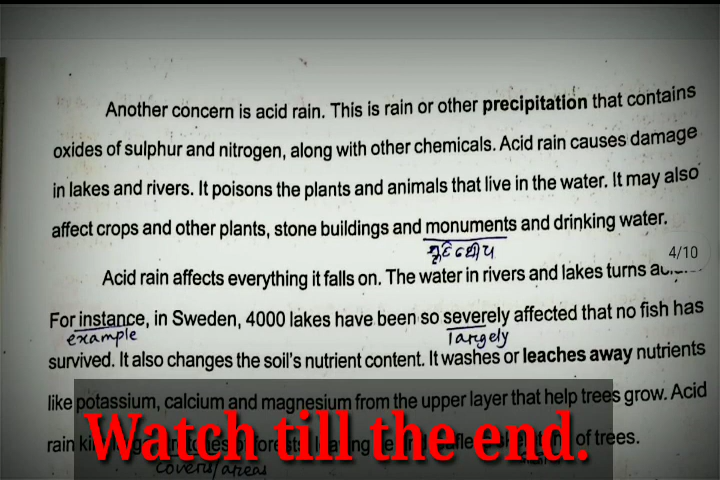 Another concern is acid rain. This is rain or other precipitation that contains
oxides of sulphur and nitrogen, along with other chemicals. Acid rain causes damage
in lakes and rivers. It poisons the plants and animals that live in the water. It may also
affect crops and other plants, stone buildings and monuments and drinking water.
4/10
Acid rain affects everything it falls on. The water in rivers and lakes turns
For instance, in Sweden, 4000 lakes have been so severely affected that no fish has
example largely
survived. It also changes the soil's nutrient content. It washes or leaches away nutrients
like potassium, calcium and magnesium from the upper layer that help trees grow. Acid
rain of trees.
Watch till the end.
covers/areas